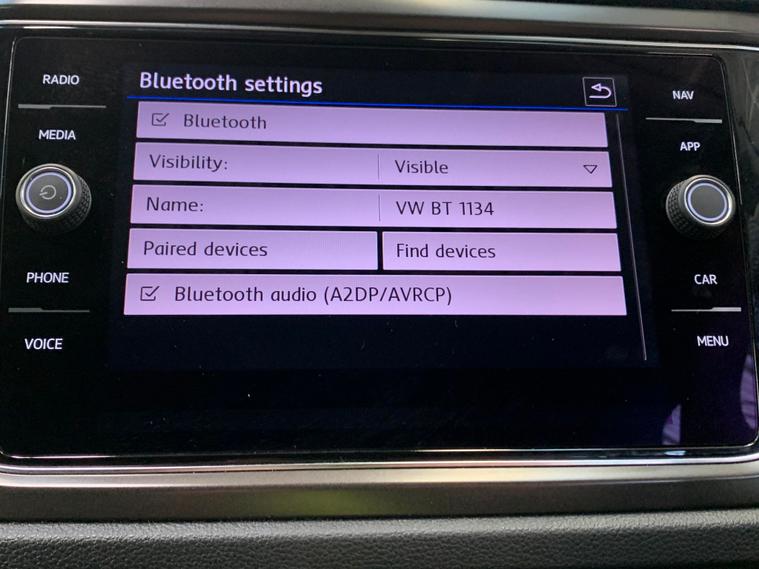 RADIO
MEDIA
PHONE
VOICE
Bluetooth settings
Bluetooth
Visibility: Visible
Name: VW BT 1134
Paired devices Find devices
Bluetooth audio (A2DP/AVRCP)
NAV
APP
CAR
MENU